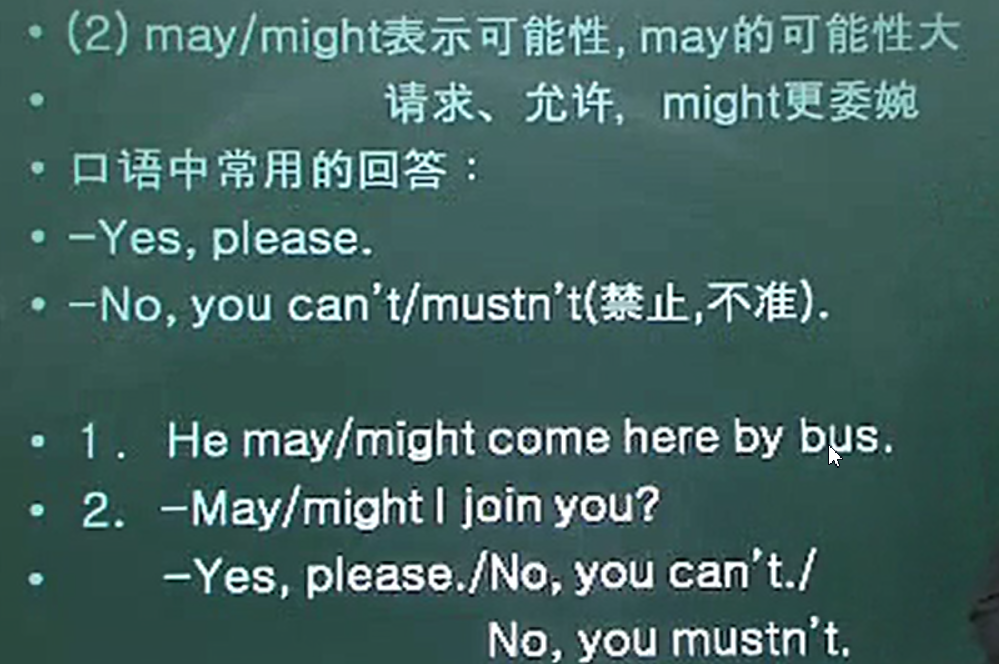 • (2) may/might表示可能性, may的可能性大
• 请求、允许, might更委婉
• 口语中常用的回答：
• –Yes, please.
• –No, you can't/mustn't(禁止,不准).
• 1. He may/might come here by bus.
• 2. –May/might I join you?
• –Yes, please./No, you can't./
No, you mustn't.